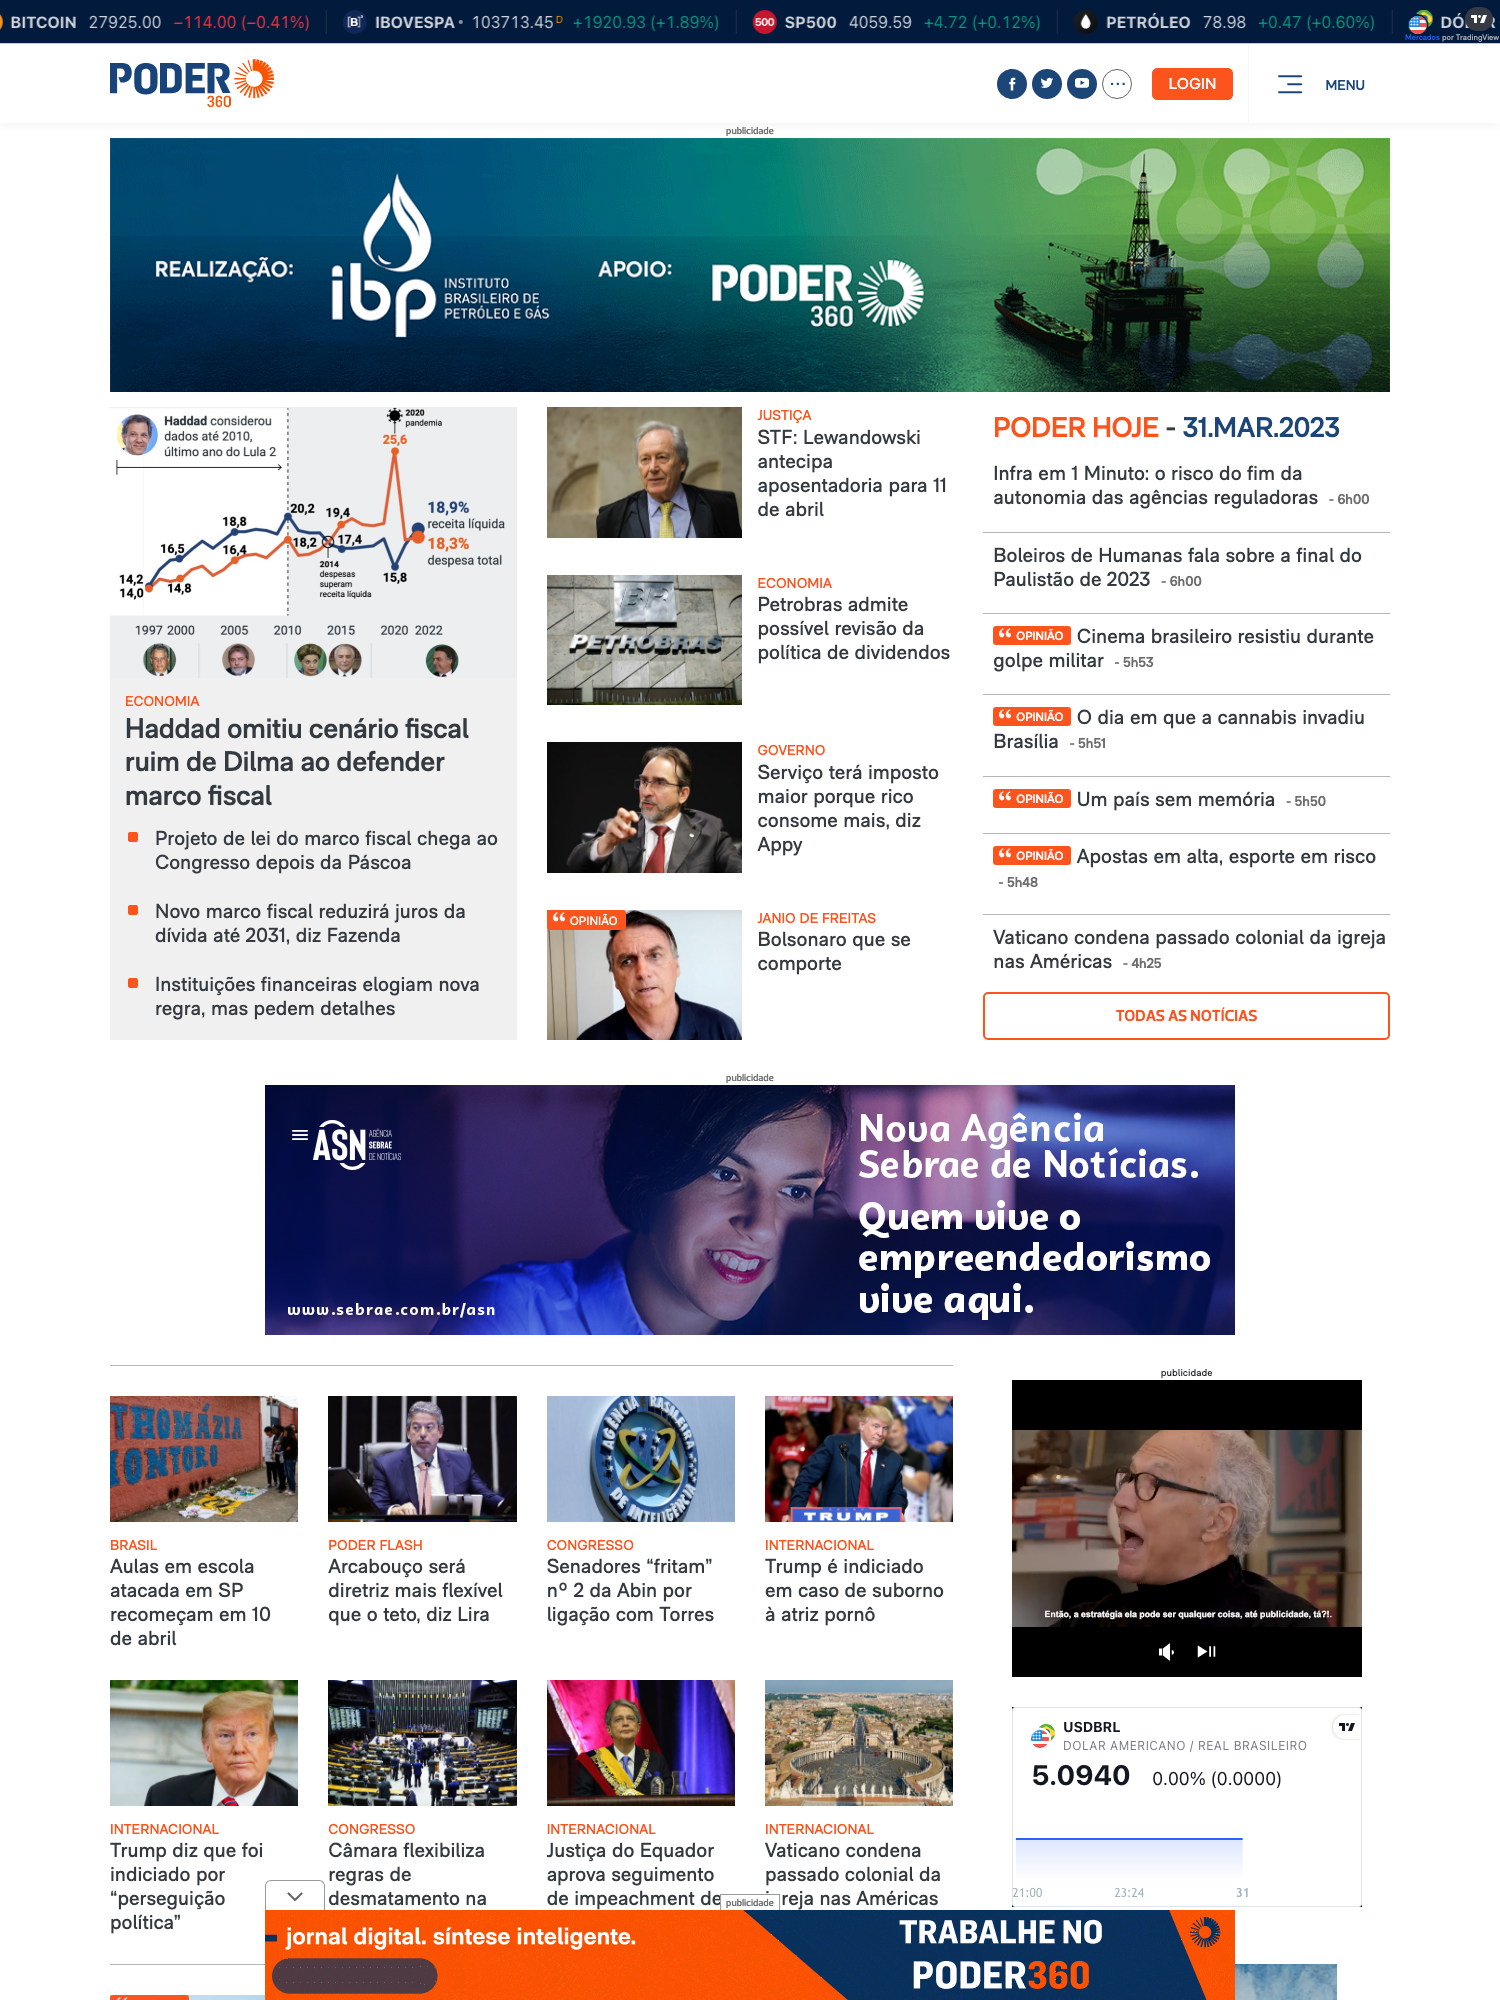 BITCOIN 27925.00 −114.00 (−0.41%) IBOVESPA 103713.45 D +1920.93 (+1.89%) 500 SP500 4059.59 +4.72 (+0.12%) PETRÓLEO 78.98 +0.47 (+0.60%)
Mercados por TradingView
PODER
360
LOGIN
MENU
publicidade
REALIZAÇÃO:
ibp
INSTITUTO
BRASILEIRO DE
PETRÓLEO E GÁS
APOIO:
PODER
360
Haddad considerou
dados até 2010,
último ano do Lula 2
2020
pandemia
25,6
20,2
19,4
18,8
18,2
17,4
16,5
16,4
15,8
14,2
14,0
14,8
18,9%
receita líquida
18,3%
despesa total
2014
despesas
superam
receita líquida
1997 2000 2005 2010 2015 2020 2022
ECONOMIA
Haddad omitiu cenário fiscal
ruim de Dilma ao defender
marco fiscal
Projeto de lei do marco fiscal chega ao
Congresso depois da Páscoa
Novo marco fiscal reduzirá juros da
dívida até 2031, diz Fazenda
Instituições financeiras elogiam nova
regra, mas pedem detalhes
JUSTIÇA
STF: Lewandowski
antecipa
aposentadoria para 11
de abril
BR
PETROBRAS
ECONOMIA
Petrobras admite
possível revisão da
política de dividendos
GOVERNO
Serviço terá imposto
maior porque rico
consome mais, diz
Appy
“ OPINIÃO
JANIO DE FREITAS
Bolsonaro que se
comporte
PODER HOJE - 31.MAR.2023
Infra em 1 Minuto: o risco do fim da
autonomia das agências reguladoras - 6h00
Boleiros de Humanas fala sobre a final do
Paulistão de 2023 - 6h00
“ OPINIÃO Cinema brasileiro resistiu durante
golpe militar - 5h53
“ OPINIÃO O dia em que a cannabis invadiu
Brasília - 5h51
“ OPINIÃO Um país sem memória - 5h50
“ OPINIÃO Apostas em alta, esporte em risco
- 5h48
Vaticano condena passado colonial da igreja
nas Américas - 4h25
TODAS AS NOTÍCIAS
publicidade
ASN
AGÊNCIA
SEBRAE
DE NOTÍCIAS
www.sebrae.com.br/asn
Nova Agência
Sebrae de Notícias.
Quem vive o
empreendedorismo
vive aqui.
THOMÁZIA
MONTORO
BRASIL
Aulas em escola
atacada em SP
recomeçam em 10
de abril
PODER FLASH
Arcabouço será
diretriz mais flexível
que o teto, diz Lira
AGÊNCIA BRASILEIRA
DE INTELIGÊNCIA
CONGRESSO
Senadores “fritam”
nº 2 da Abin por
ligação com Torres
TRUMP
INTERNACIONAL
Trump é indiciado
em caso de suborno
à atriz pornô
publicidade
Então, a estratégia ela pode ser qualquer coisa, até publicidade, tá?!.
INTERNACIONAL
Trump diz que foi
indiciado por
“perseguição
política”
CONGRESSO
Câmara flexibiliza
regras de
desmatamento na
INTERNACIONAL
Justiça do Equador
aprova seguimento
de impeachment de
INTERNACIONAL
Vaticano condena
passado colonial da
igreja nas Américas
USDBRL
DOLAR AMERICANO / REAL BRASILEIRO
5.0940 0.00% (0.0000)
21:00 23:24 31
publicidade
jornal digital. síntese inteligente.
TRABALHE NO
PODER360